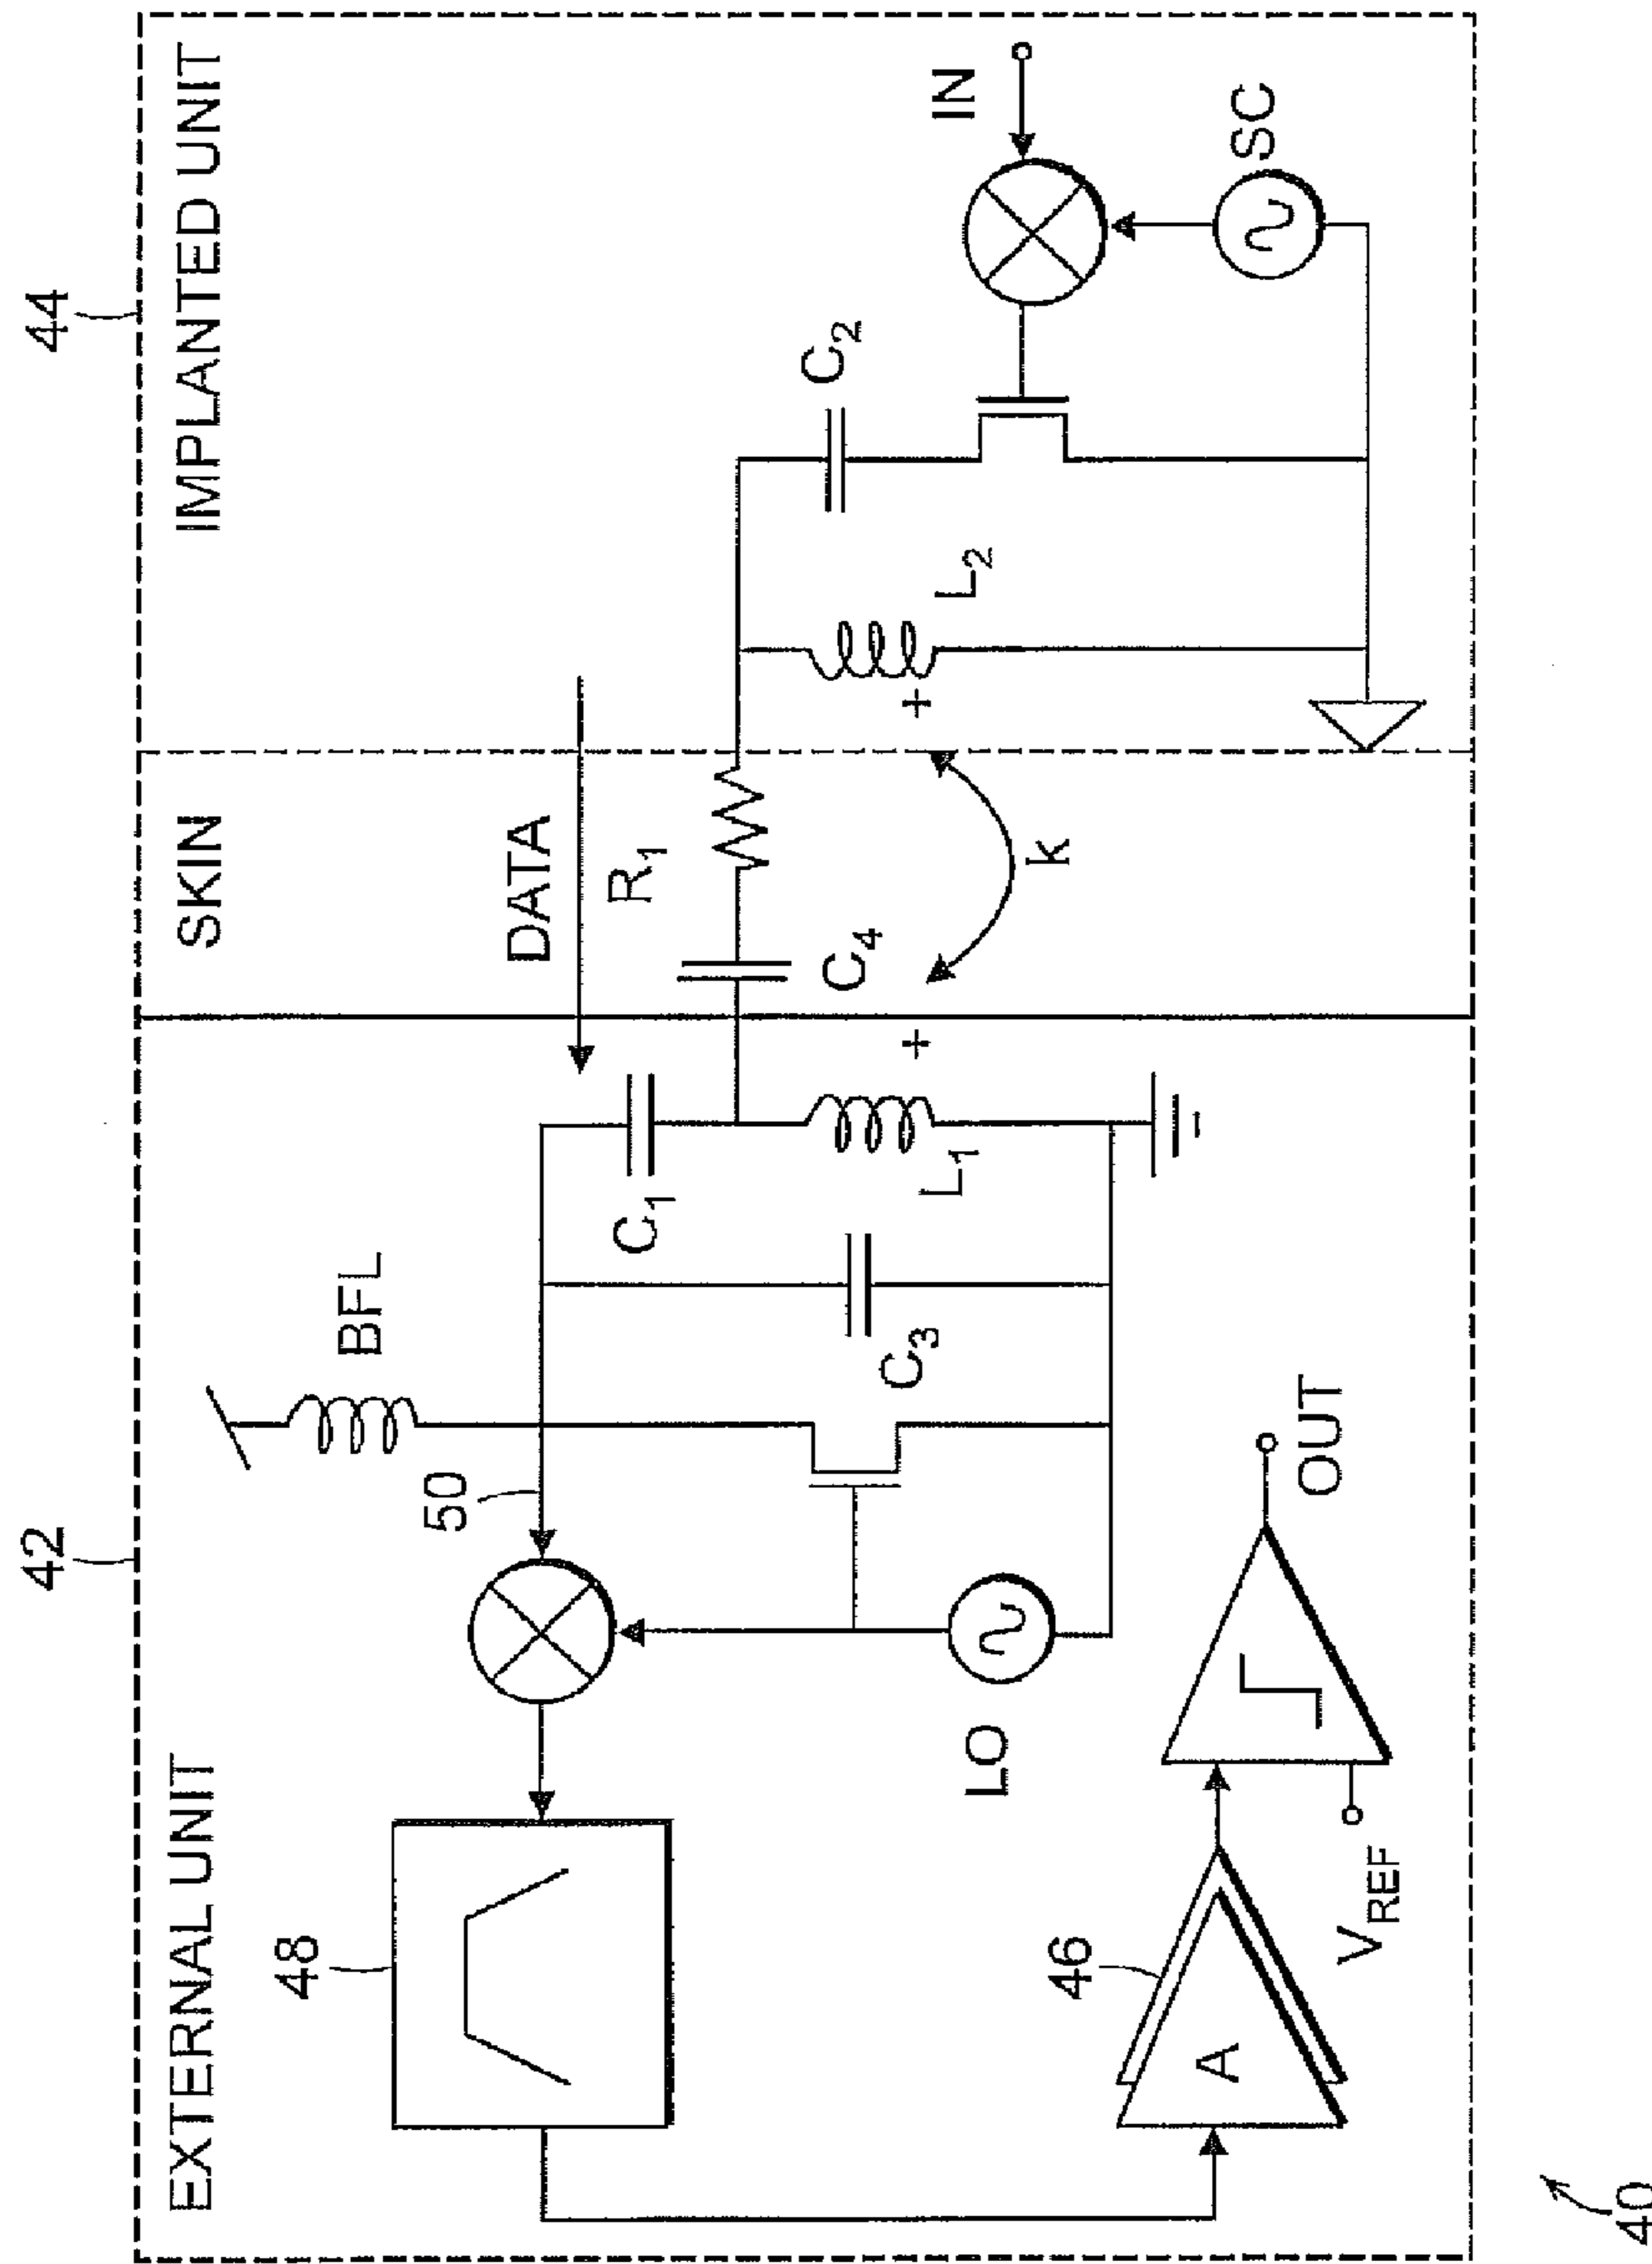 42
44
EXTERNAL UNIT
SKIN
IMPLANTED UNIT
48
50
BFL
DATA
C1
R1
C4
C2
IN
SC
L1
L2
C3
k
+
+
LO
46
A
VREF
OUT
40